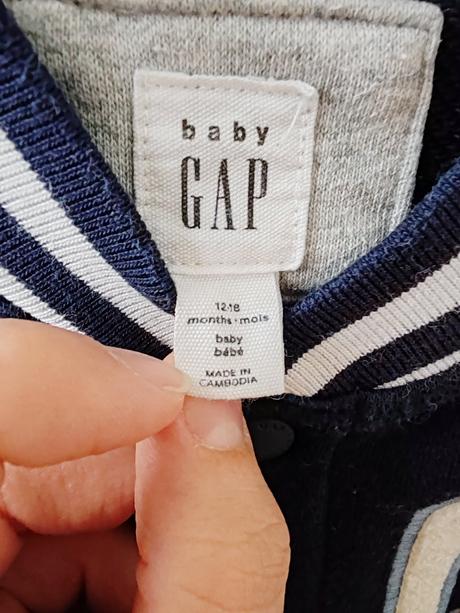 baby
GAP
12-18
months • mois
baby
bébé
MADE IN
CAMBODIA